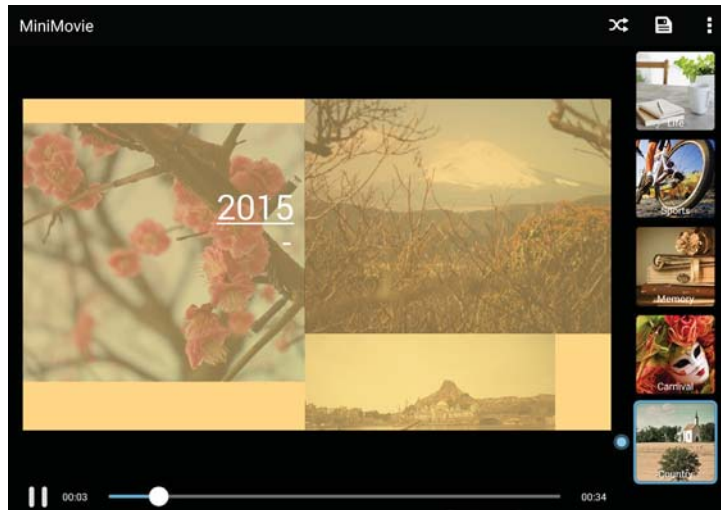 MiniMovie
2015
-
Life
Sports
Memory
Carnival
Country
00:03
00:34